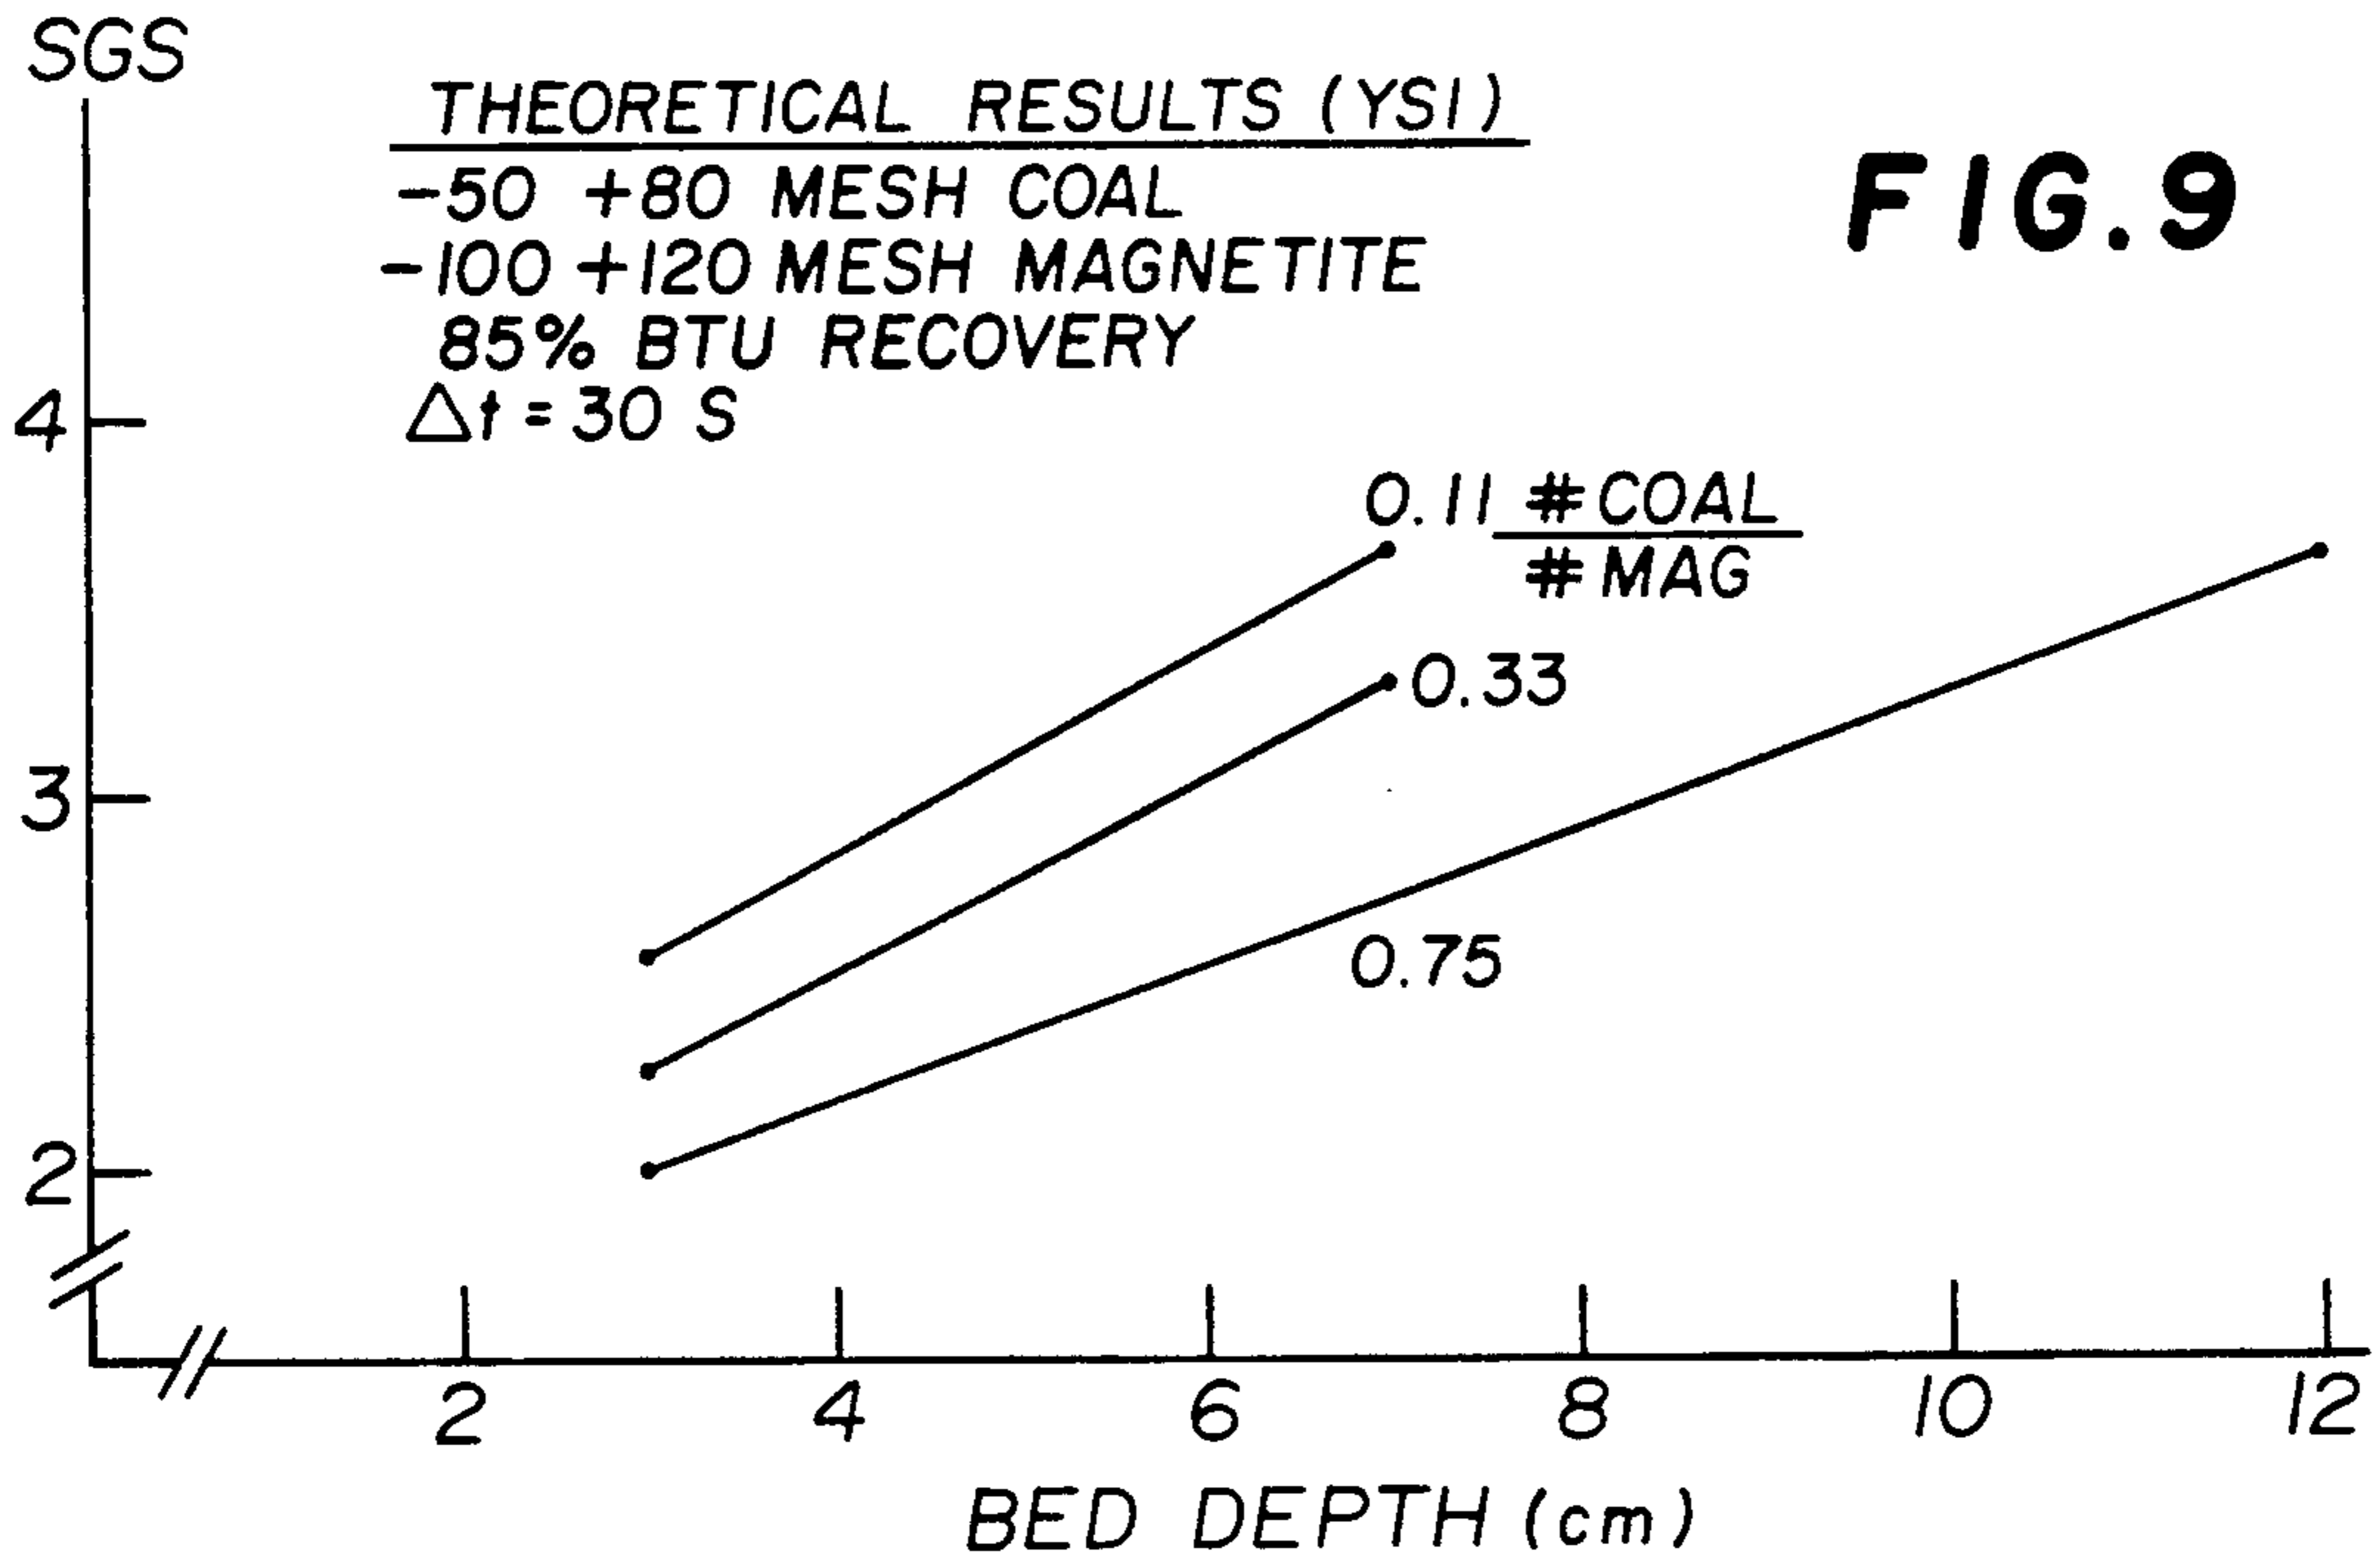 SGS
THEORETICAL RESULTS (YSI)
-50 +80 MESH COAL
-100 +120 MESH MAGNETITE
85% BTU RECOVERY
Δt = 30 S
FIG.9
4
3
2
0.11 #COAL
#MAG
0.33
0.75
2 4 6 8 10 12
BED DEPTH (cm)